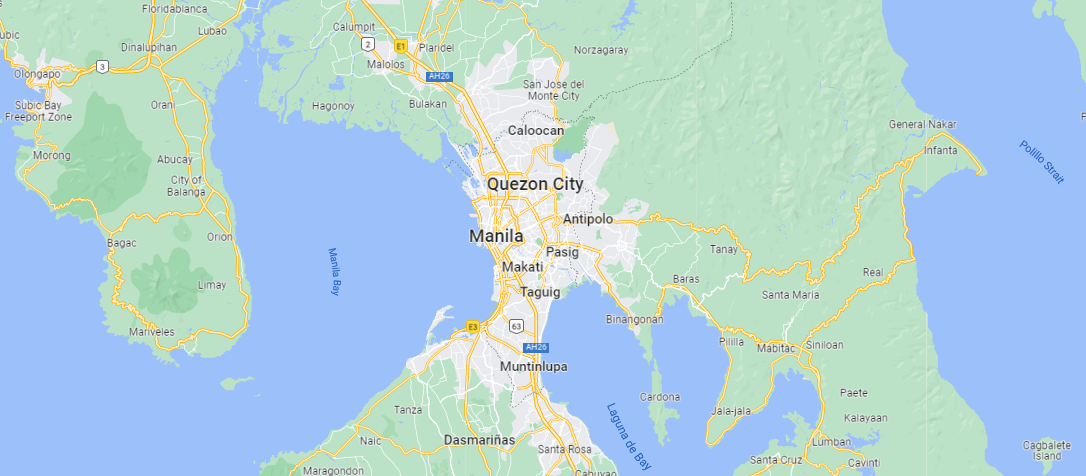 Floridablanca
Calumpit
Lubao
2
E1
Plaridel
Dinalupihan
Norzagaray
Malolos
3
Olongapo
AH26
San Jose del
Monte City
Subic Bay
Freeport Zone
Orani
Hagonoy
Bulakan
Caloocan
General Nakar
Infanta
Polillo Strait
Morong
Abucay
City of
Balanga
Quezon City
Antipolo
Manila
Orion
Bagac
Tanay
Pasig
Manila Bay
Makati
Baras
Real
Limay
Taguig
Santa Maria
Binangonan
E3
63
Mariveles
Pililla
Mabitac
Siniloan
AH26
Muntinlupa
Cardona
Paete
Tanza
Jala-jala
Kalayaan
Laguna de Bay
Naic
Dasmariñas
Lumban
Santa Rosa
Cagbalete
Island
Santa Cruz
Cavinti
Maragondon
Cabuyao